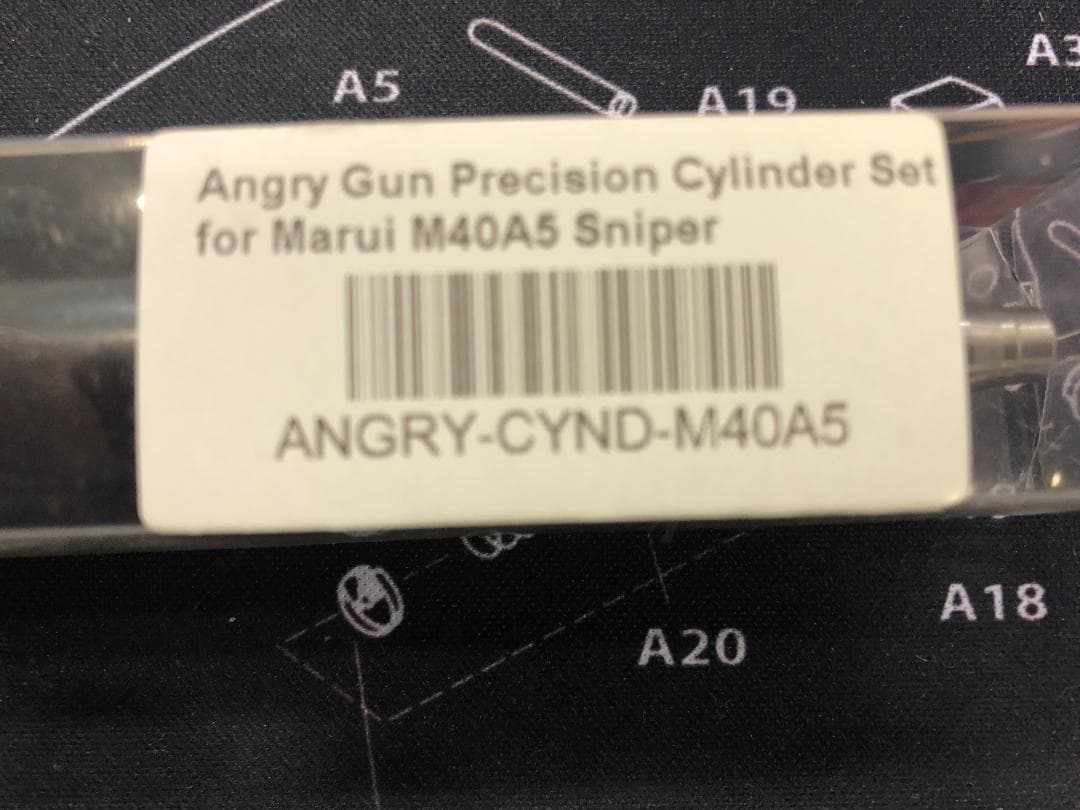 A5
A19
A3
Angry Gun Precision Cylinder Set
for Marui M40A5 Sniper
ANGRY-CYND-M40A5
A18
A20